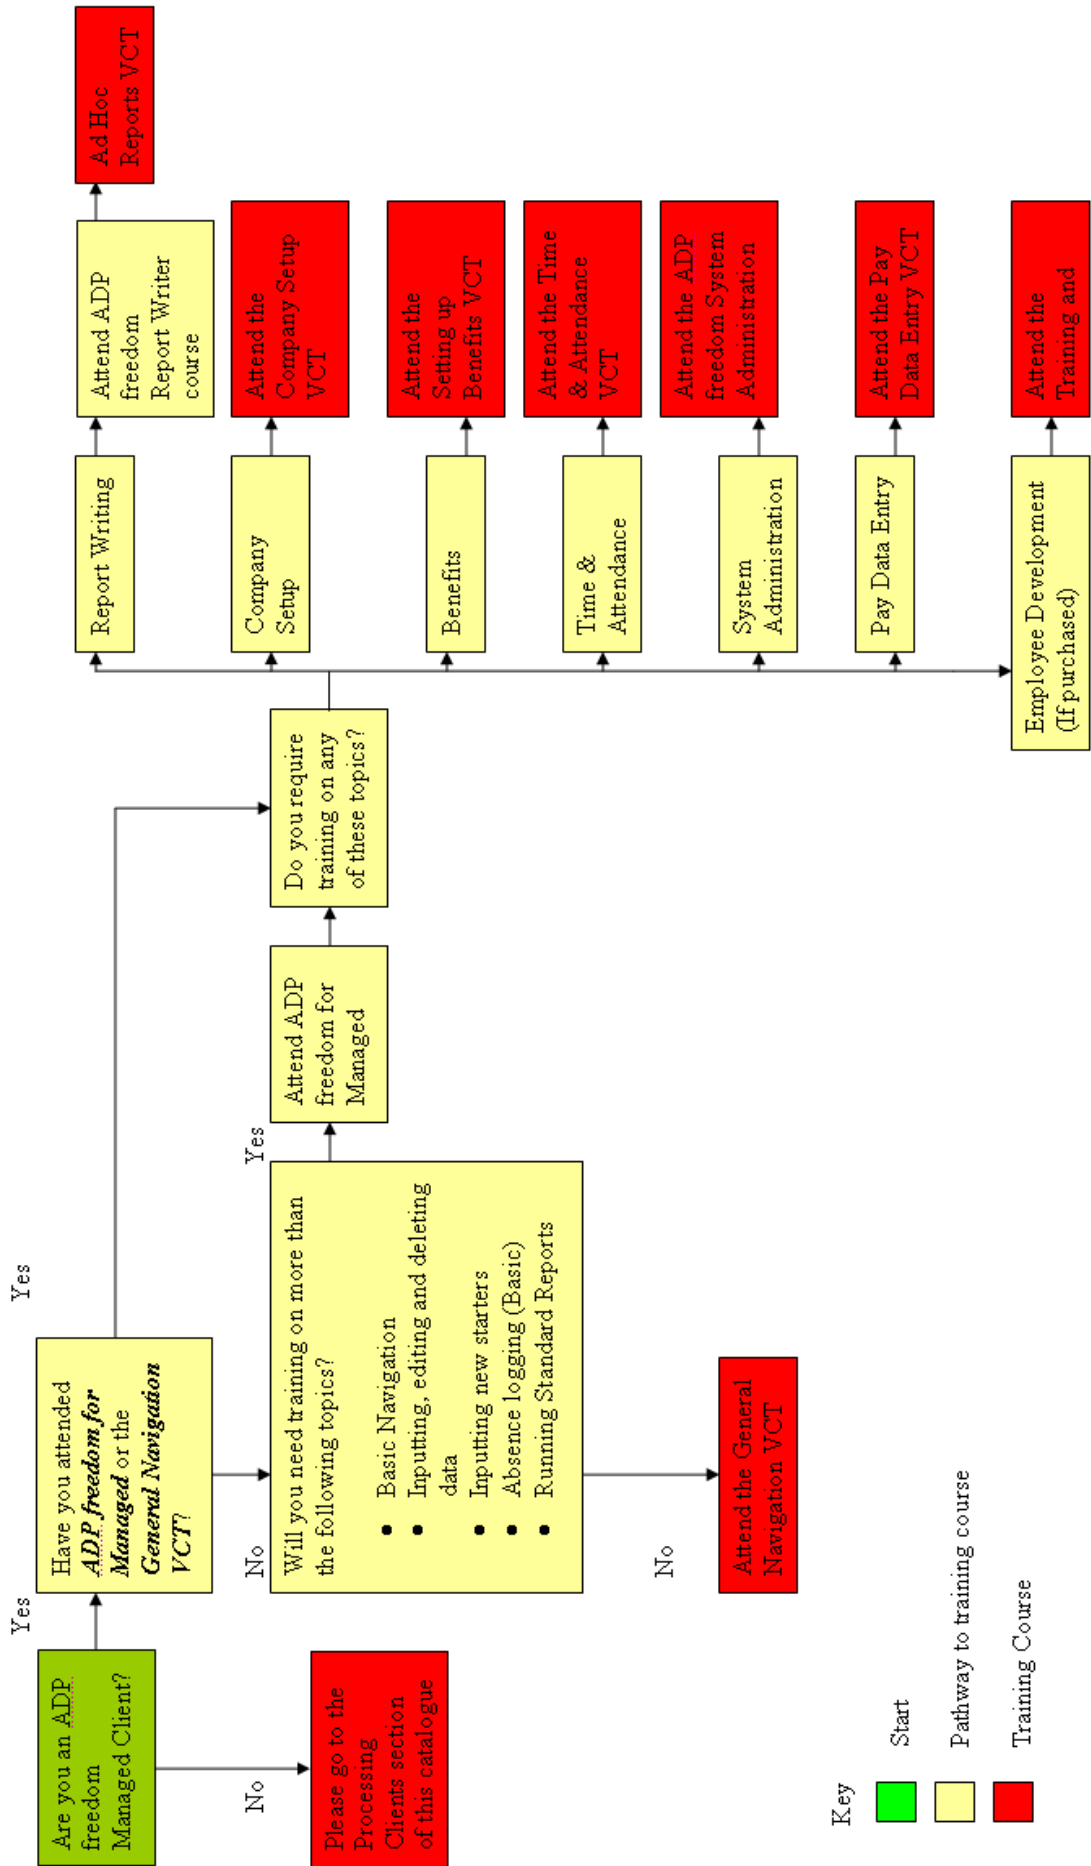 Are you an ADP
freedom
Managed Client?
Yes
No
Please go to the
Processing
Clients section
of this catalogue
Have you attended
ADP freedom for
Managed or the
General Navigation
VCT?
Yes
No
Will you need training on more than
the following topics?
• Basic Navigation
• Inputting, editing and deleting
data
• Inputting new starters
• Absence logging (Basic)
• Running Standard Reports
Yes
No
Attend the General
Navigation VCT
Attend ADP
freedom for
Managed
Do you require
training on any
of these topics?
Report Writing
Attend ADP
freedom
Report Writer
course
Ad Hoc
Reports VCT
Company
Setup
Attend the
Company Setup
VCT
Benefits
Attend the
Setting up
Benefits VCT
Time &
Attendance
Attend the Time
& Attendance
VCT
System
Administration
Attend the ADP
freedom System
Administration
Pay Data Entry
Attend the Pay
Data Entry VCT
Employee Development
(If purchased)
Attend the
Training and
Key
Start
Pathway to training course
Training Course